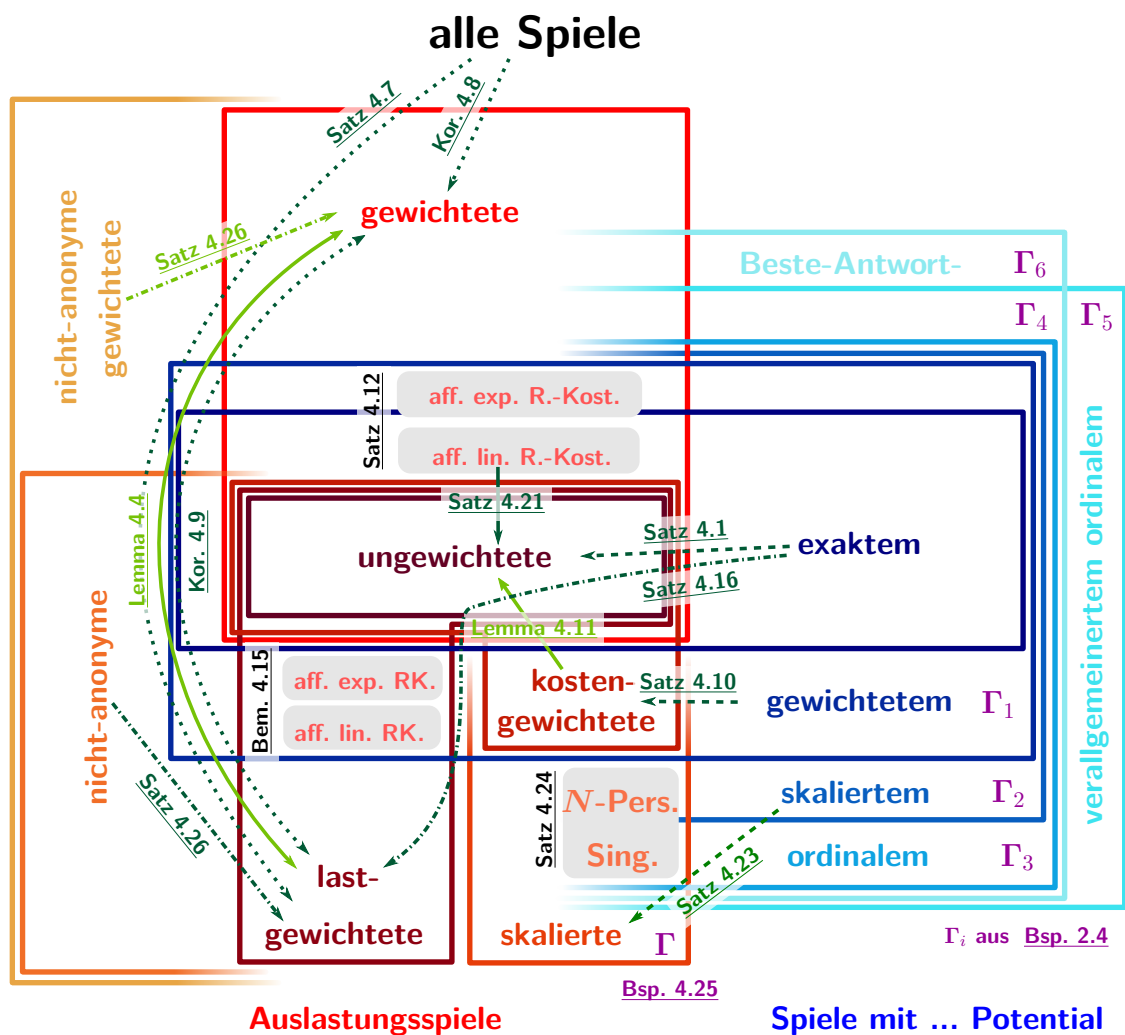 alle Spiele
Satz 4.7
Kor. 4.8
gewichtete
nicht-anonyme
gewichtete
Satz 4.26
Beste-Antwort-
Γ6
Γ4
Γ5
Satz 4.12
aff. exp. R.-Kost.
aff. lin. R.-Kost.
Satz 4.21
ungewichtete
Satz 4.1
exaktem
Satz 4.16
Lemma 4.4
Kor. 4.9
verallgemeinertem ordinalem
nicht-anonyme
Lemma 4.11
Bem. 4.15
aff. exp. RK.
aff. lin. RK.
kosten-
gewichtete
Satz 4.10
gewichtetem
Γ1
Satz 4.26
Satz 4.24
N-Pers.
Sing.
skaliertem
Γ2
Satz 4.23
ordinalem
Γ3
last-
gewichtete
skalierte
Γ
Γi aus Bsp. 2.4
Bsp. 4.25
Auslastungsspiele
Spiele mit ... Potential